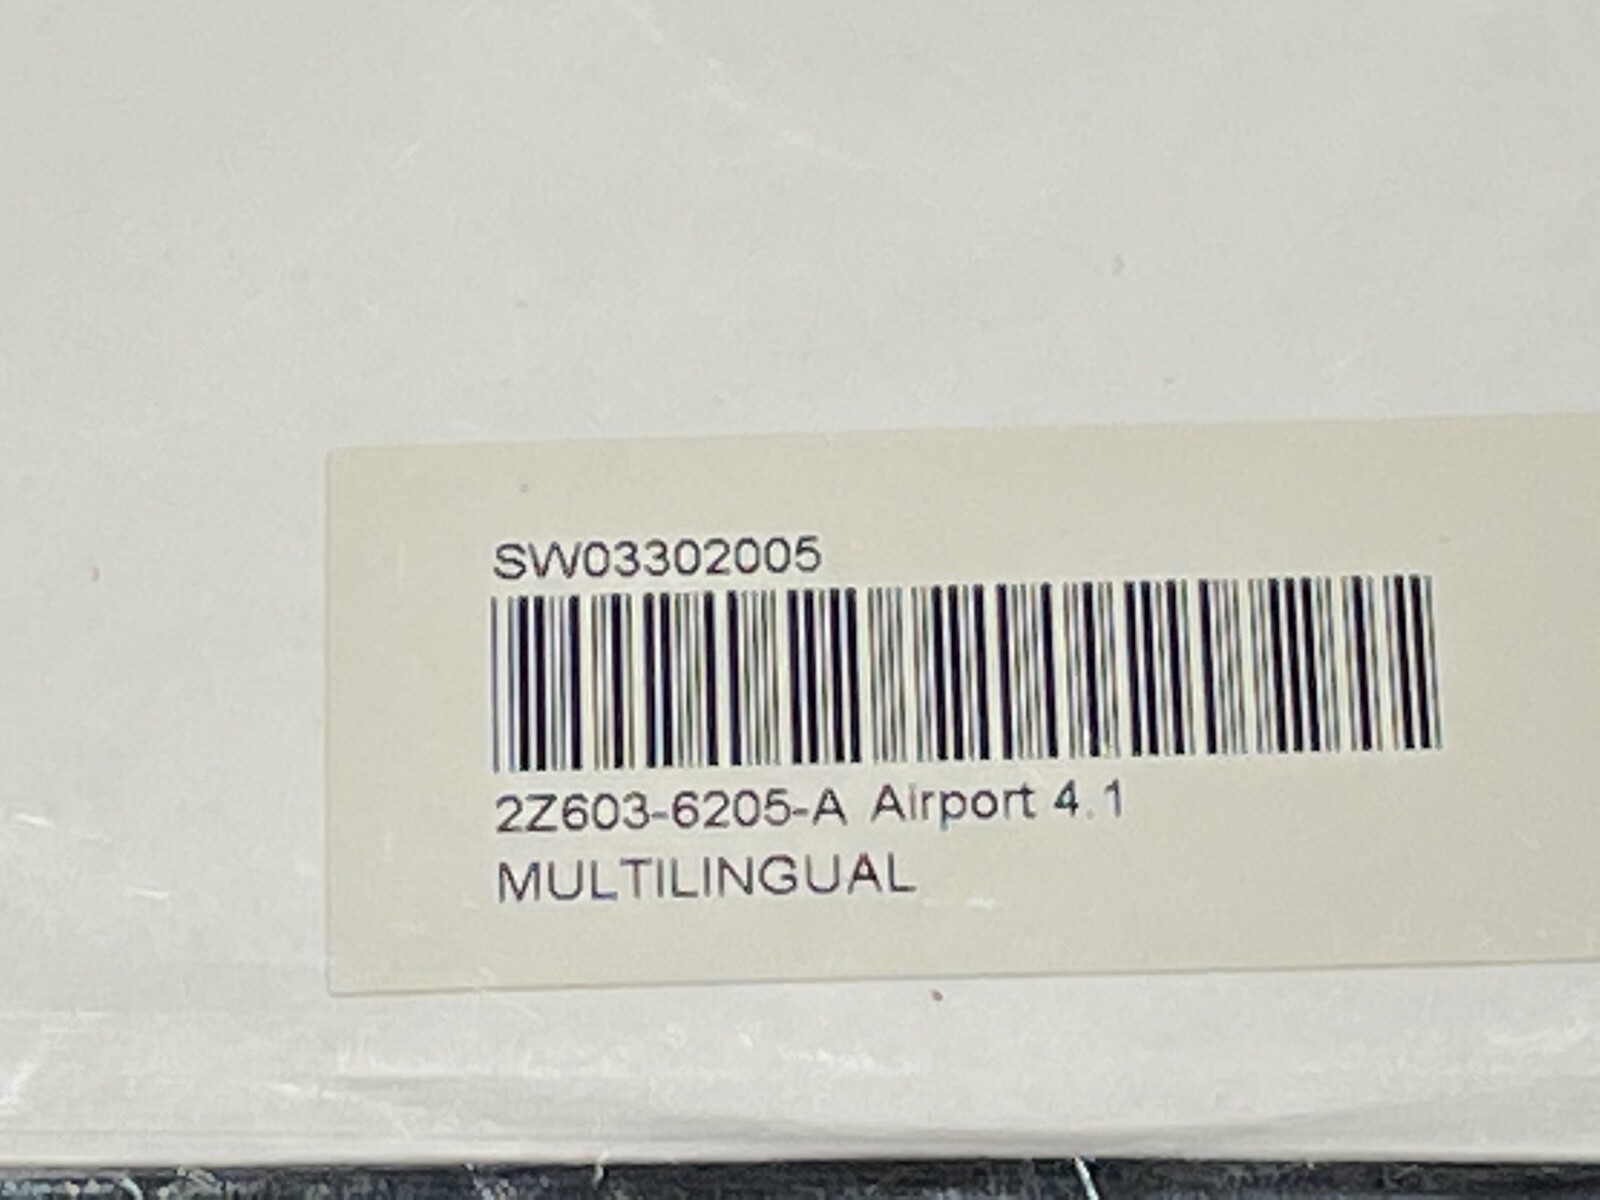 SW03302005
2Z603-6205-A Airport 4.1
MULTILINGUAL